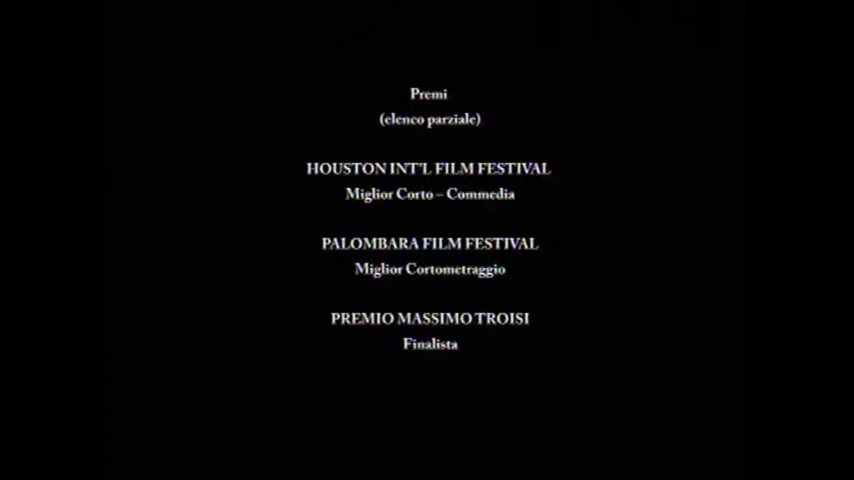 Premi
(elenco parziale)
HOUSTON INT'L FILM FESTIVAL
Miglior Corto – Commedia
PALOMBARA FILM FESTIVAL
Miglior Cortometraggio
PREMIO MASSIMO TROISI
Finalista